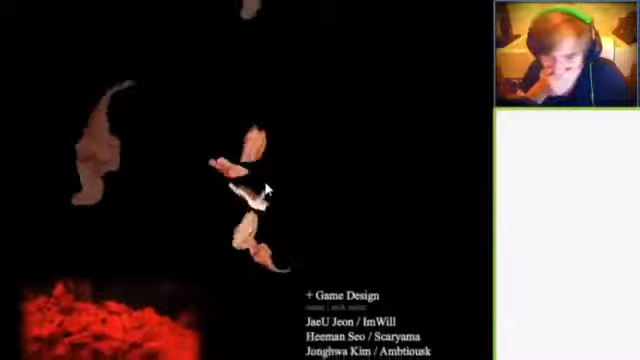 + Game Design
JaeU Jeon / ImWill
Heeman Seo / Scaryama
Jonghwa Kim / Ambtiousk